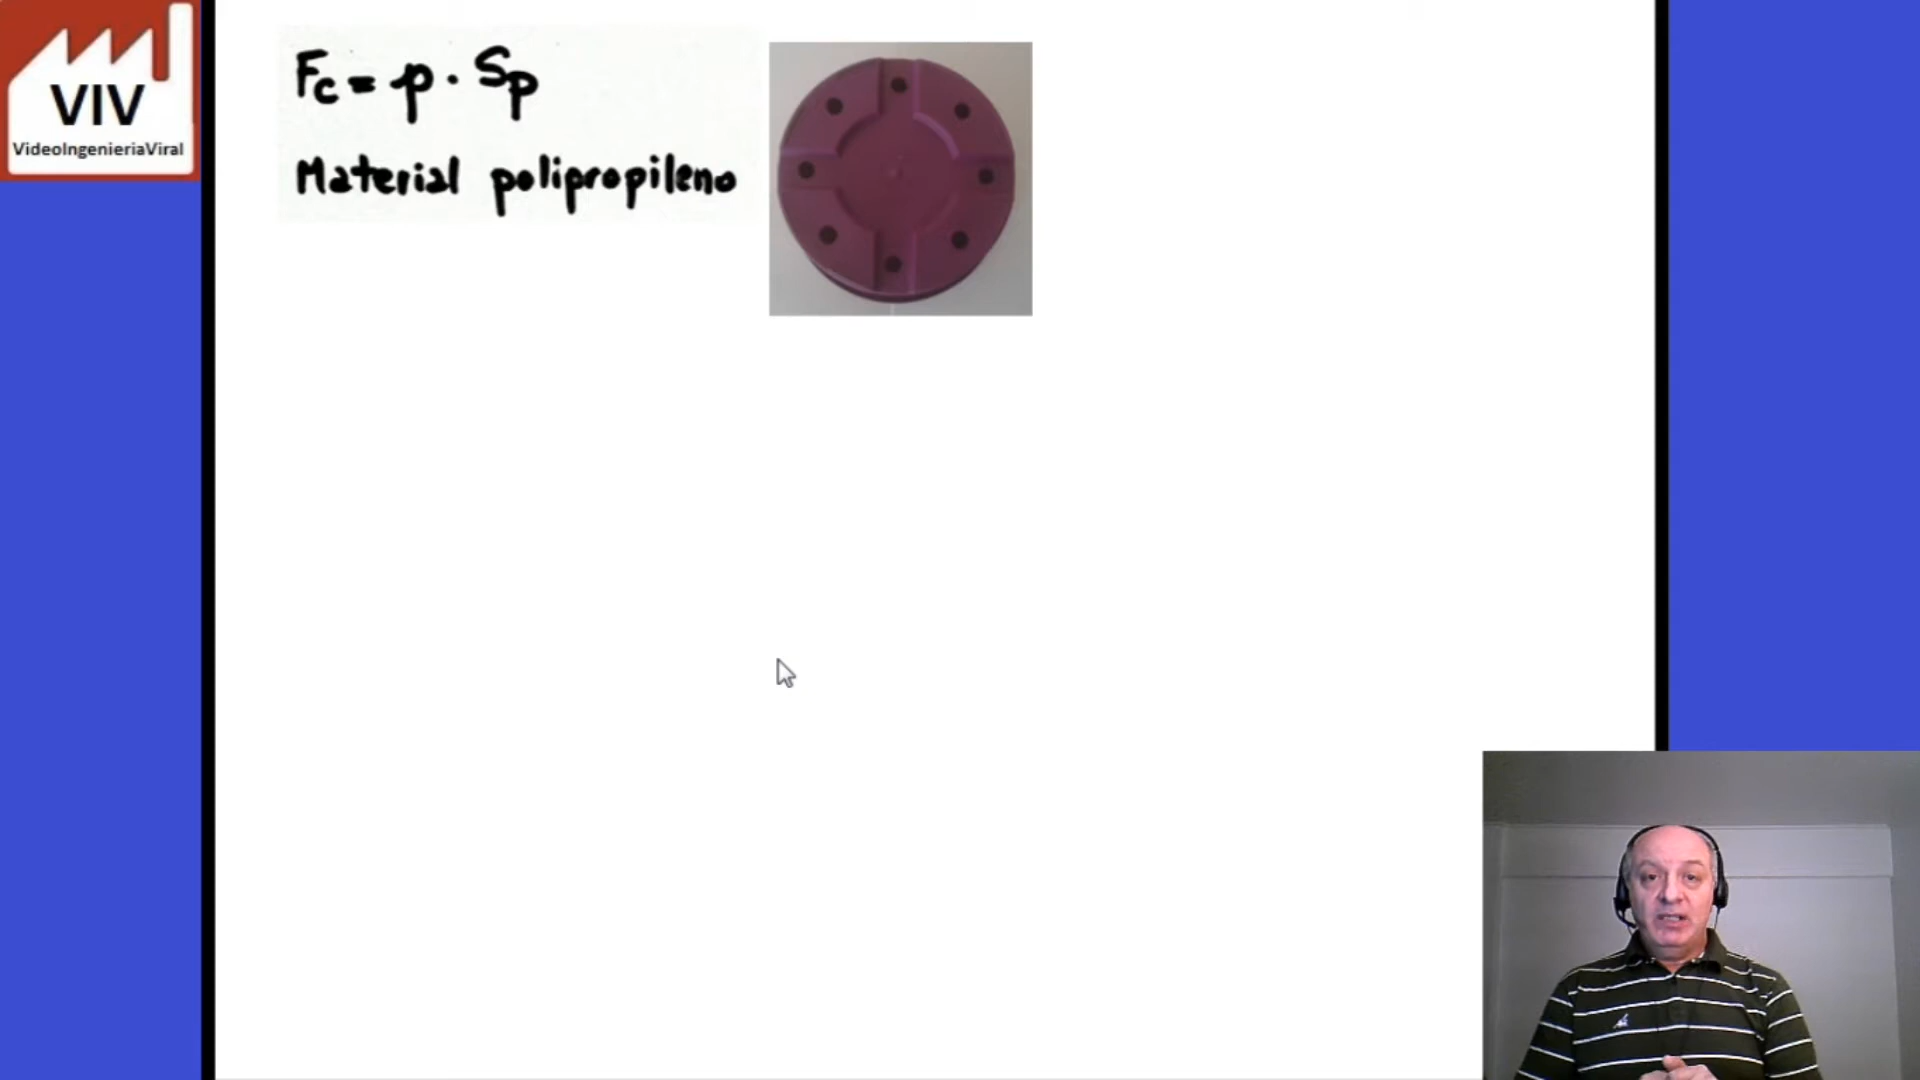 VIV
VideoIngenieriaViral
Fc = p · Sp
Material polipropileno